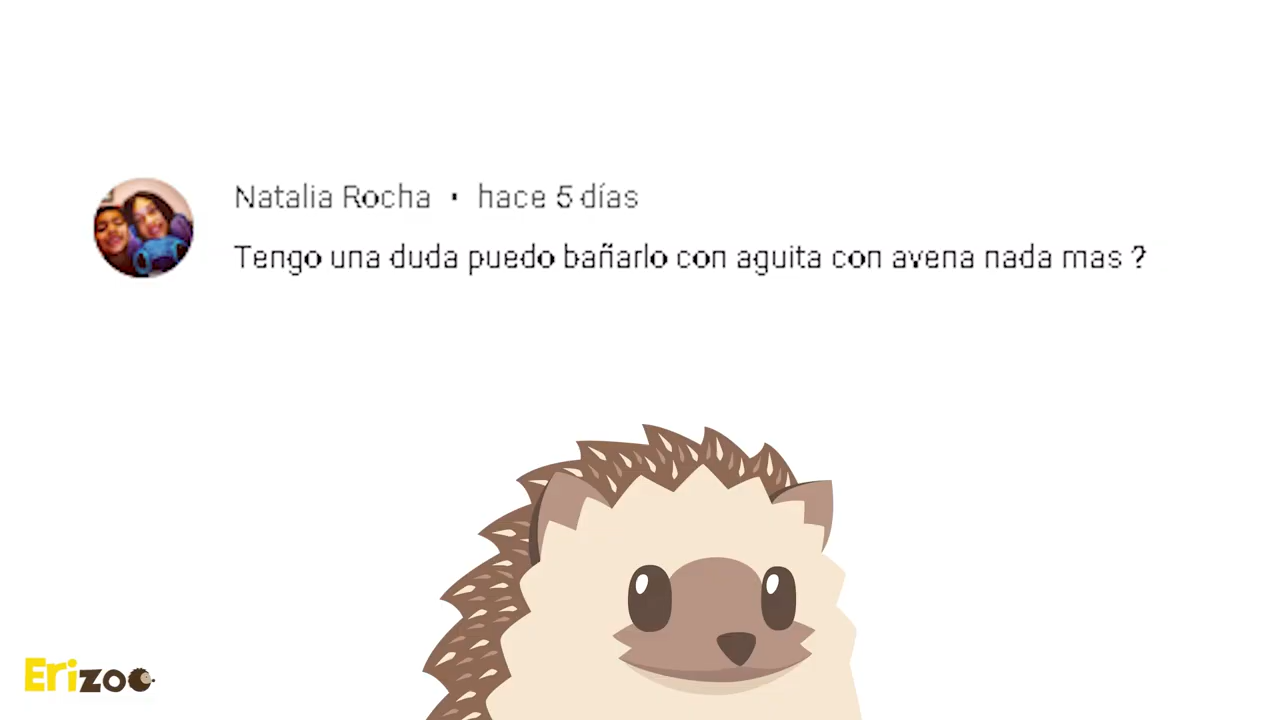 Natalia Rocha · hace 5 días
Tengo una duda puedo bañarlo con aguita con avena nada mas ?
Erizoo